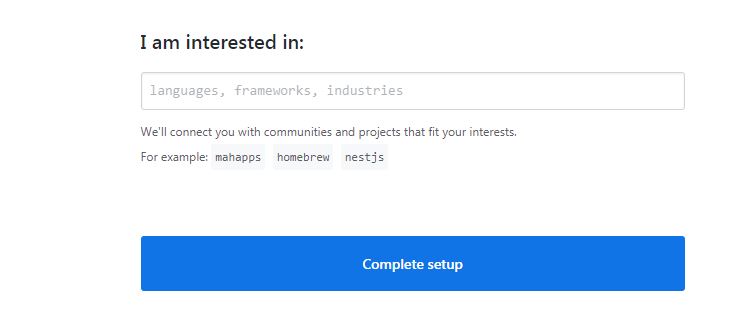 I am interested in:
languages, frameworks, industries
We'll connect you with communities and projects that fit your interests.
For example: mahapps homebrew nestjs
Complete setup